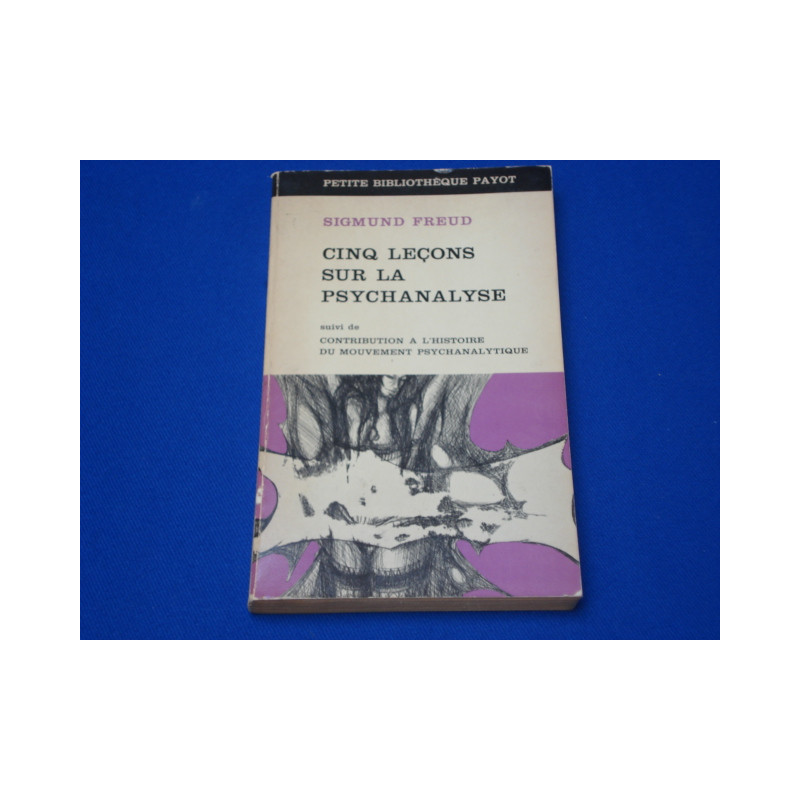 PETITE BIBLIOTHÈQUE PAYOT
SIGMUND FREUD
CINQ LEÇONS
SUR LA
PSYCHANALYSE
suivi de
CONTRIBUTION A L'HISTOIRE
DU MOUVEMENT PSYCHANALYTIQUE